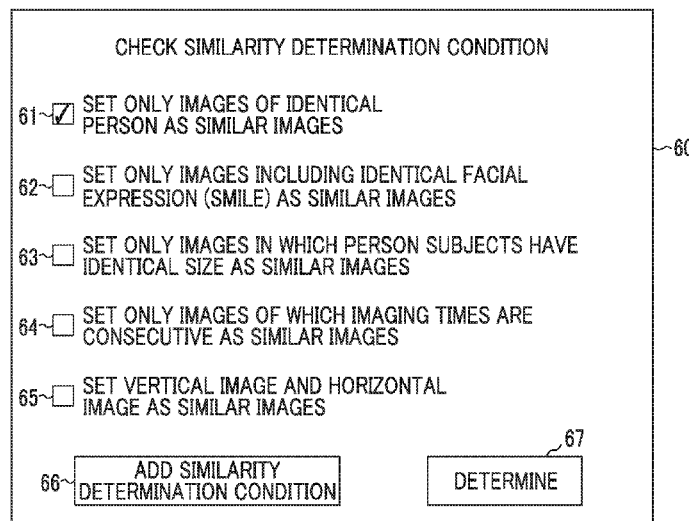 CHECK SIMILARITY DETERMINATION CONDITION
61 SET ONLY IMAGES OF IDENTICAL
PERSON AS SIMILAR IMAGES
60
62 SET ONLY IMAGES INCLUDING IDENTICAL FACIAL
EXPRESSION (SMILE) AS SIMILAR IMAGES
63 SET ONLY IMAGES IN WHICH PERSON SUBJECTS HAVE
IDENTICAL SIZE AS SIMILAR IMAGES
64 SET ONLY IMAGES OF WHICH IMAGING TIMES ARE
CONSECUTIVE AS SIMILAR IMAGES
65 SET VERTICAL IMAGE AND HORIZONTAL
IMAGE AS SIMILAR IMAGES
67
66 ADD SIMILARITY
DETERMINATION CONDITION
DETERMINE